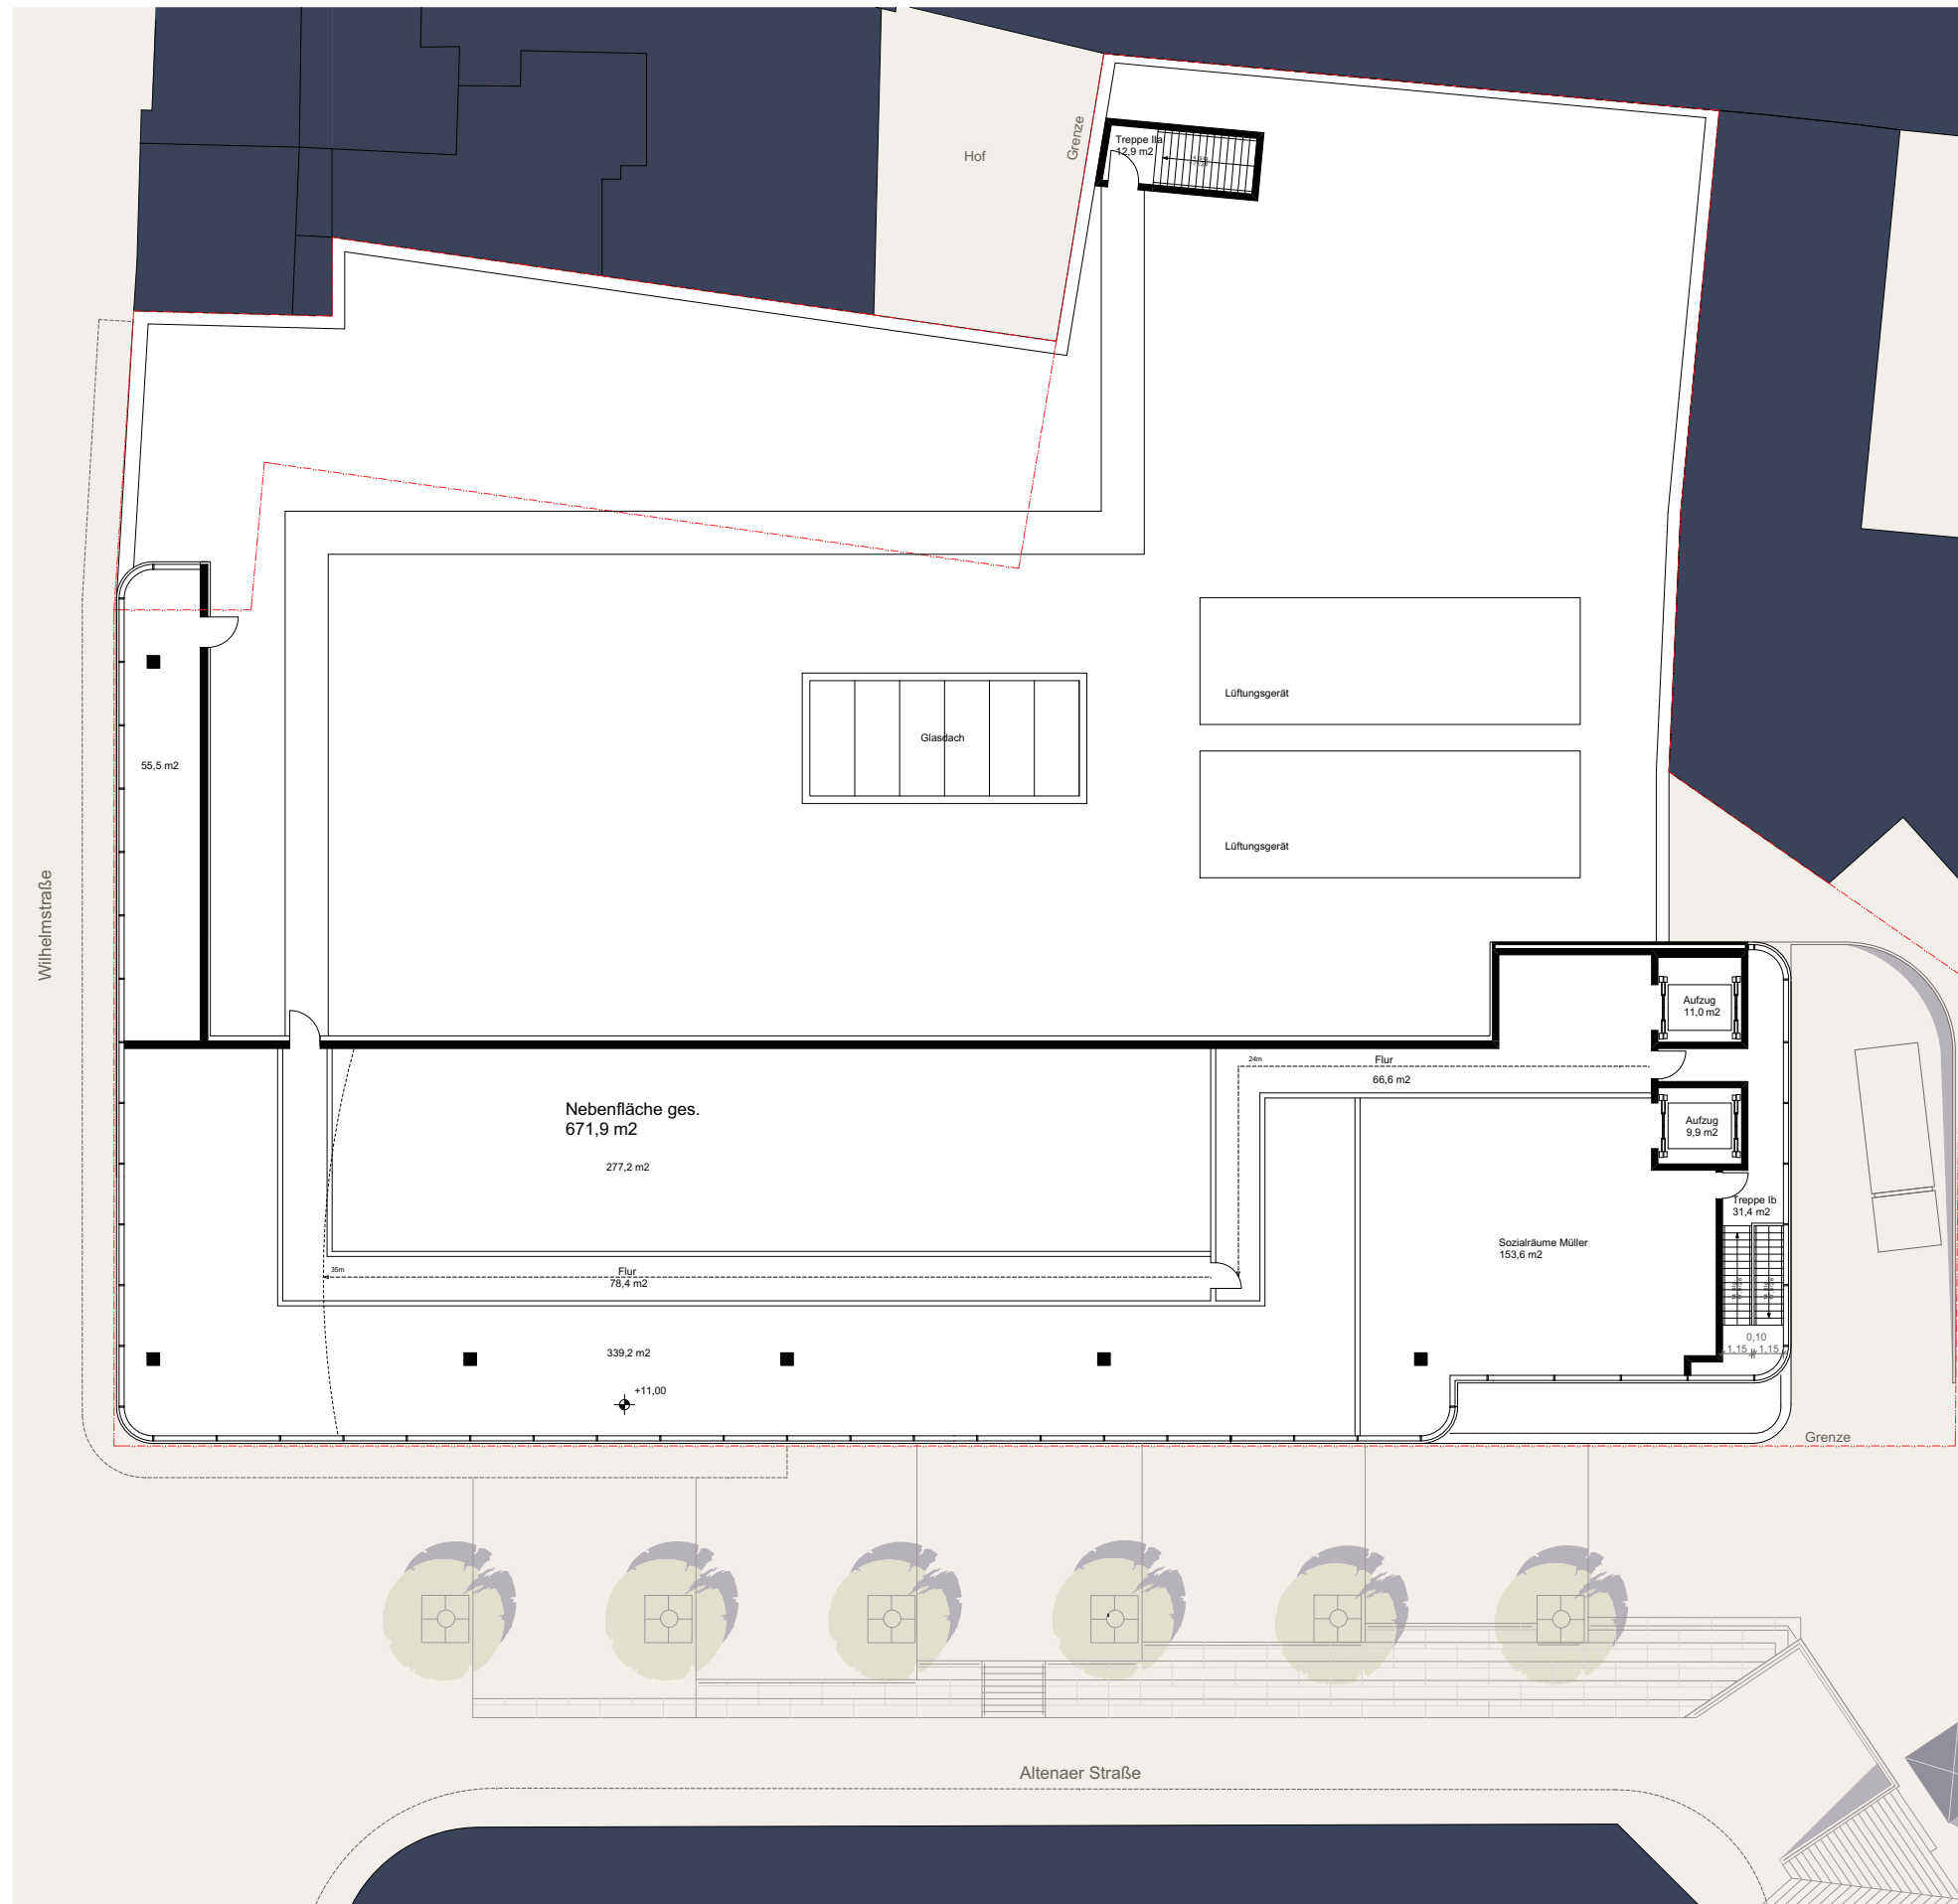 Hof
Grenze
Treppe IIa
12,9 m2
Lüftungsgerät
Glasdach
55,5 m2
Lüftungsgerät
Wilhelmstraße
Aufzug
11,0 m2
24m
Flur
66,6 m2
Nebenfläche ges.
671,9 m2
Aufzug
9,9 m2
277,2 m2
Treppe Ib
31,4 m2
Sozialräume Müller
153,6 m2
35m
Flur
78,4 m2
0,10
1,15
1,15
339,2 m2
+11,00
Grenze
Altenaer Straße